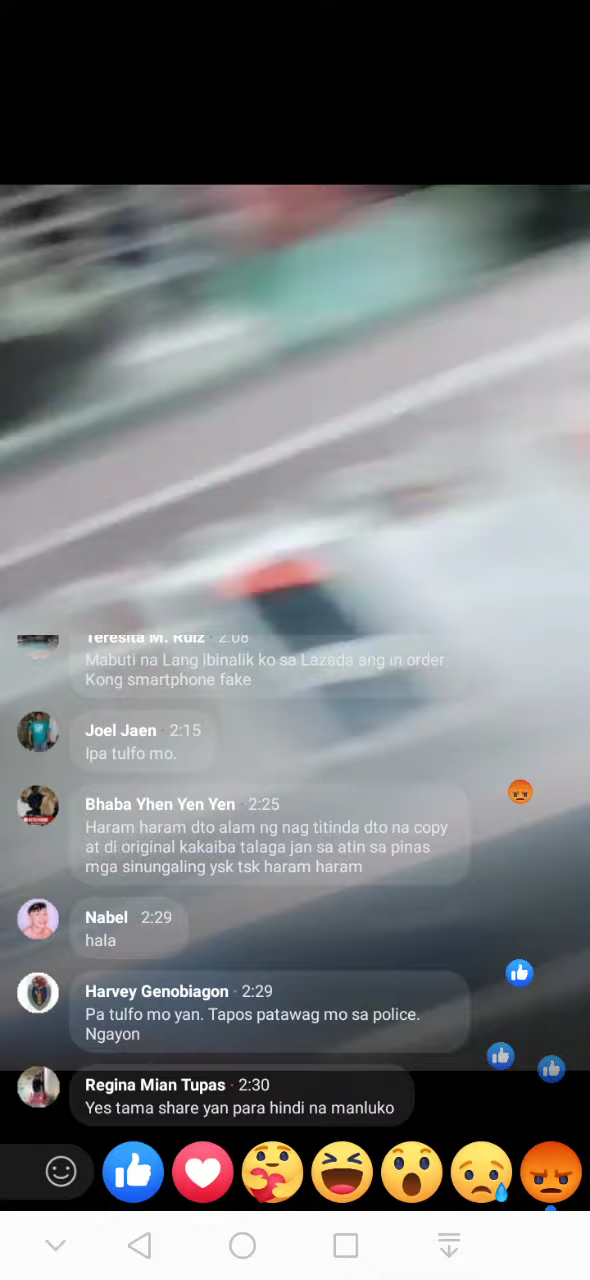 Teresita M. Ruiz · 2:08
Mabuti na Lang ibinalik ko sa Lazada ang in order
Kong smartphone fake
Joel Jaen · 2:15
Ipa tulfo mo.
Bhaba Yhen Yen Yen · 2:25
Haram haram dto alam ng nag titinda dto na copy
at di original kakaiba talaga jan sa atin sa pinas
mga sinungaling ysk tsk haram haram
Nabel 2:29
hala
Harvey Genobiagon · 2:29
Pa tulfo mo yan. Tapos patawag mo sa police.
Ngayon
Regina Mian Tupas · 2:30
Yes tama share yan para hindi na manluko